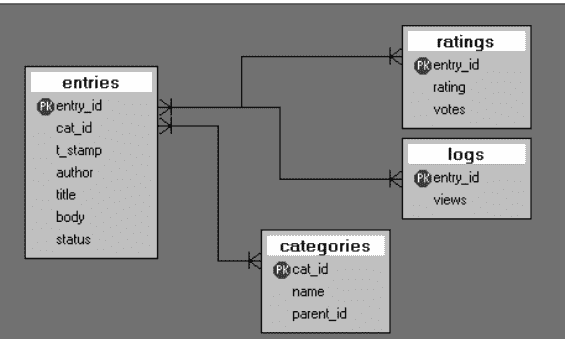 entries
PK entry_id
cat_id
t_stamp
author
title
body
status
ratings
PK entry_id
rating
votes
logs
PK entry_id
views
categories
PK cat_id
name
parent_id